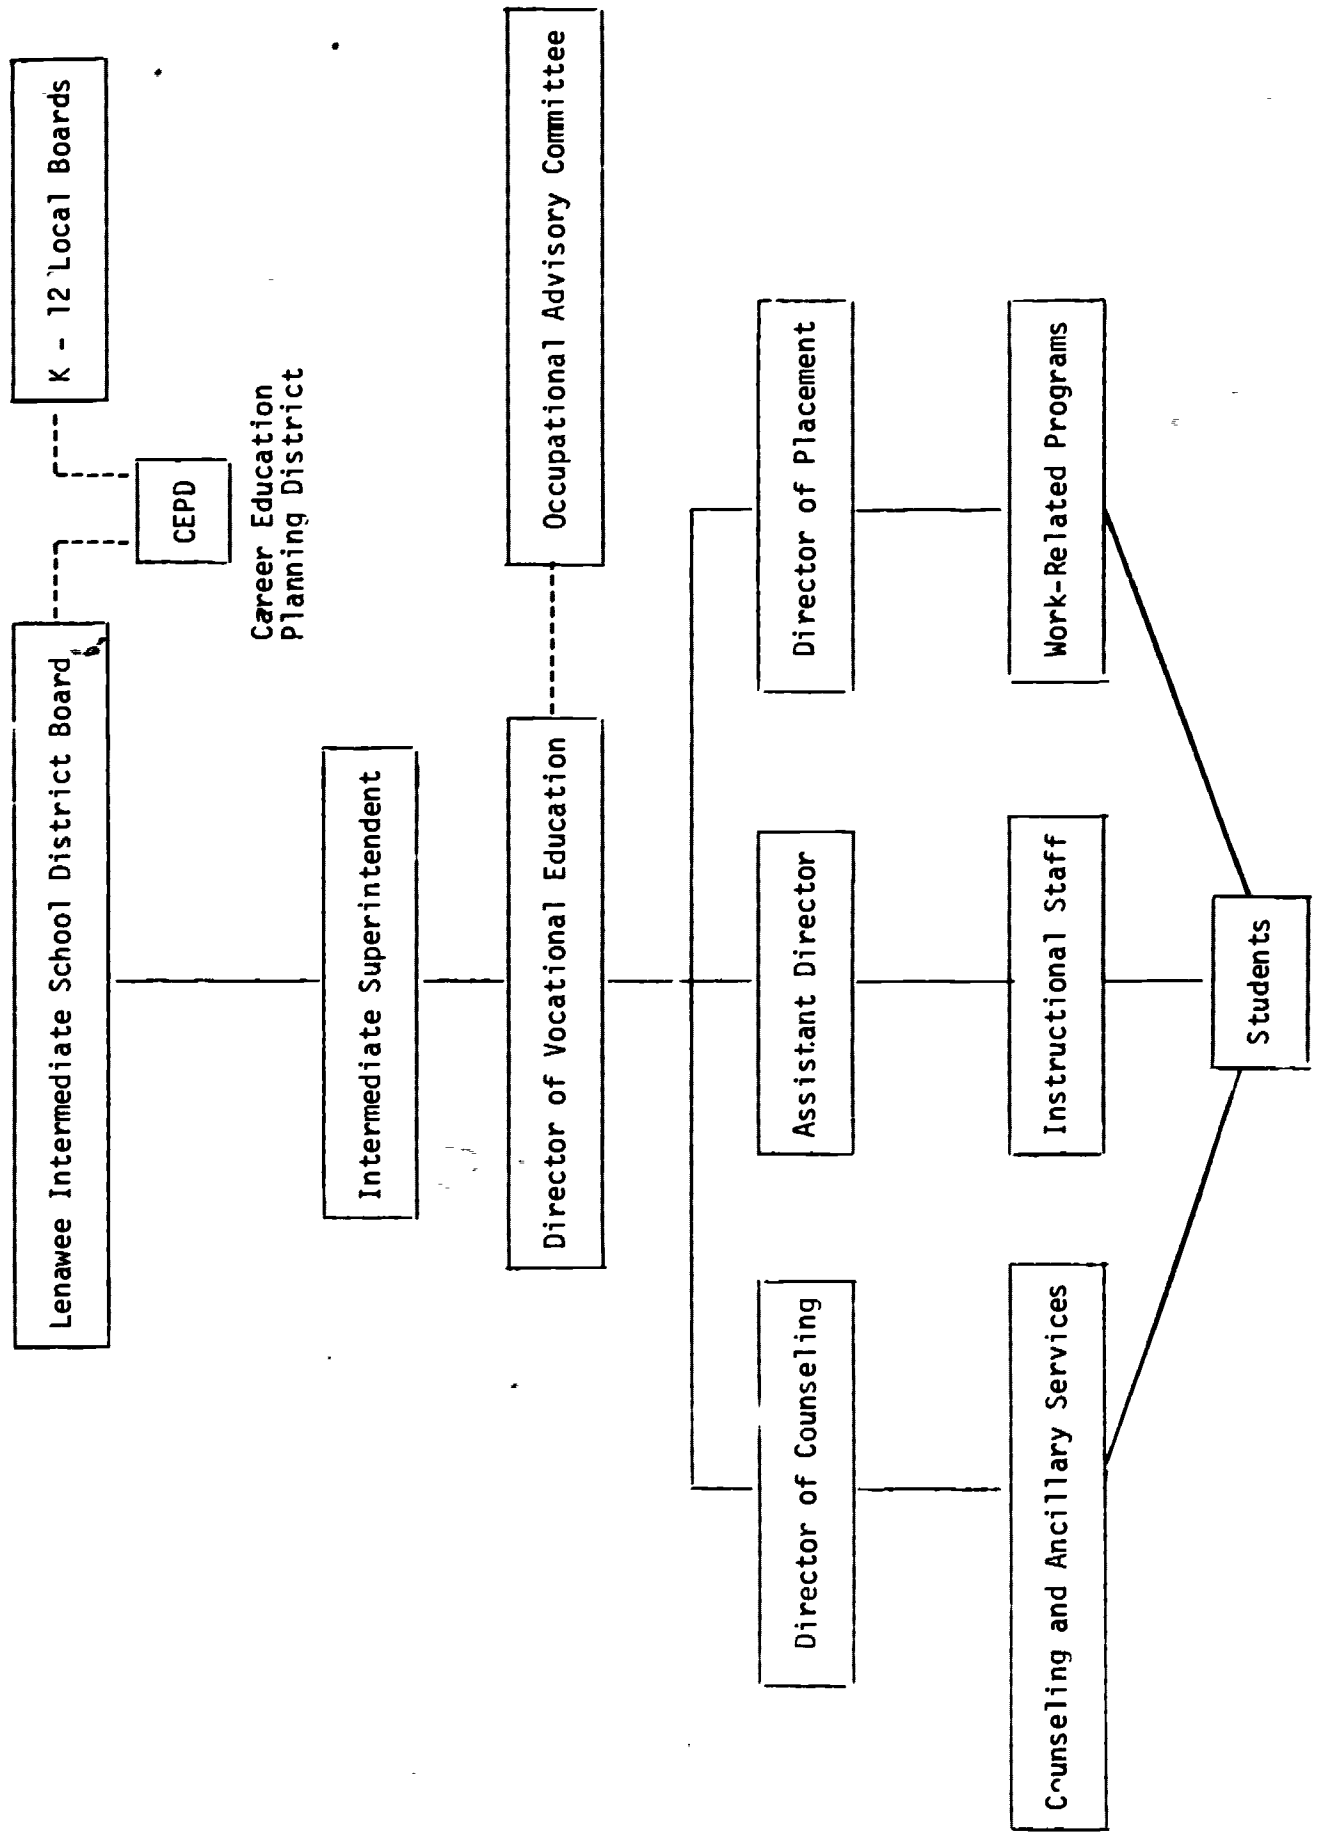 Lenawee Intermediate School District Board
K - 12 Local Boards
CEPD
Career Education
Planning District
Intermediate Superintendent
Director of Vocational Education
Occupational Advisory Committee
Director of Counseling
Assistant Director
Director of Placement
Counseling and Ancillary Services
Instructional Staff
Work-Related Programs
Students